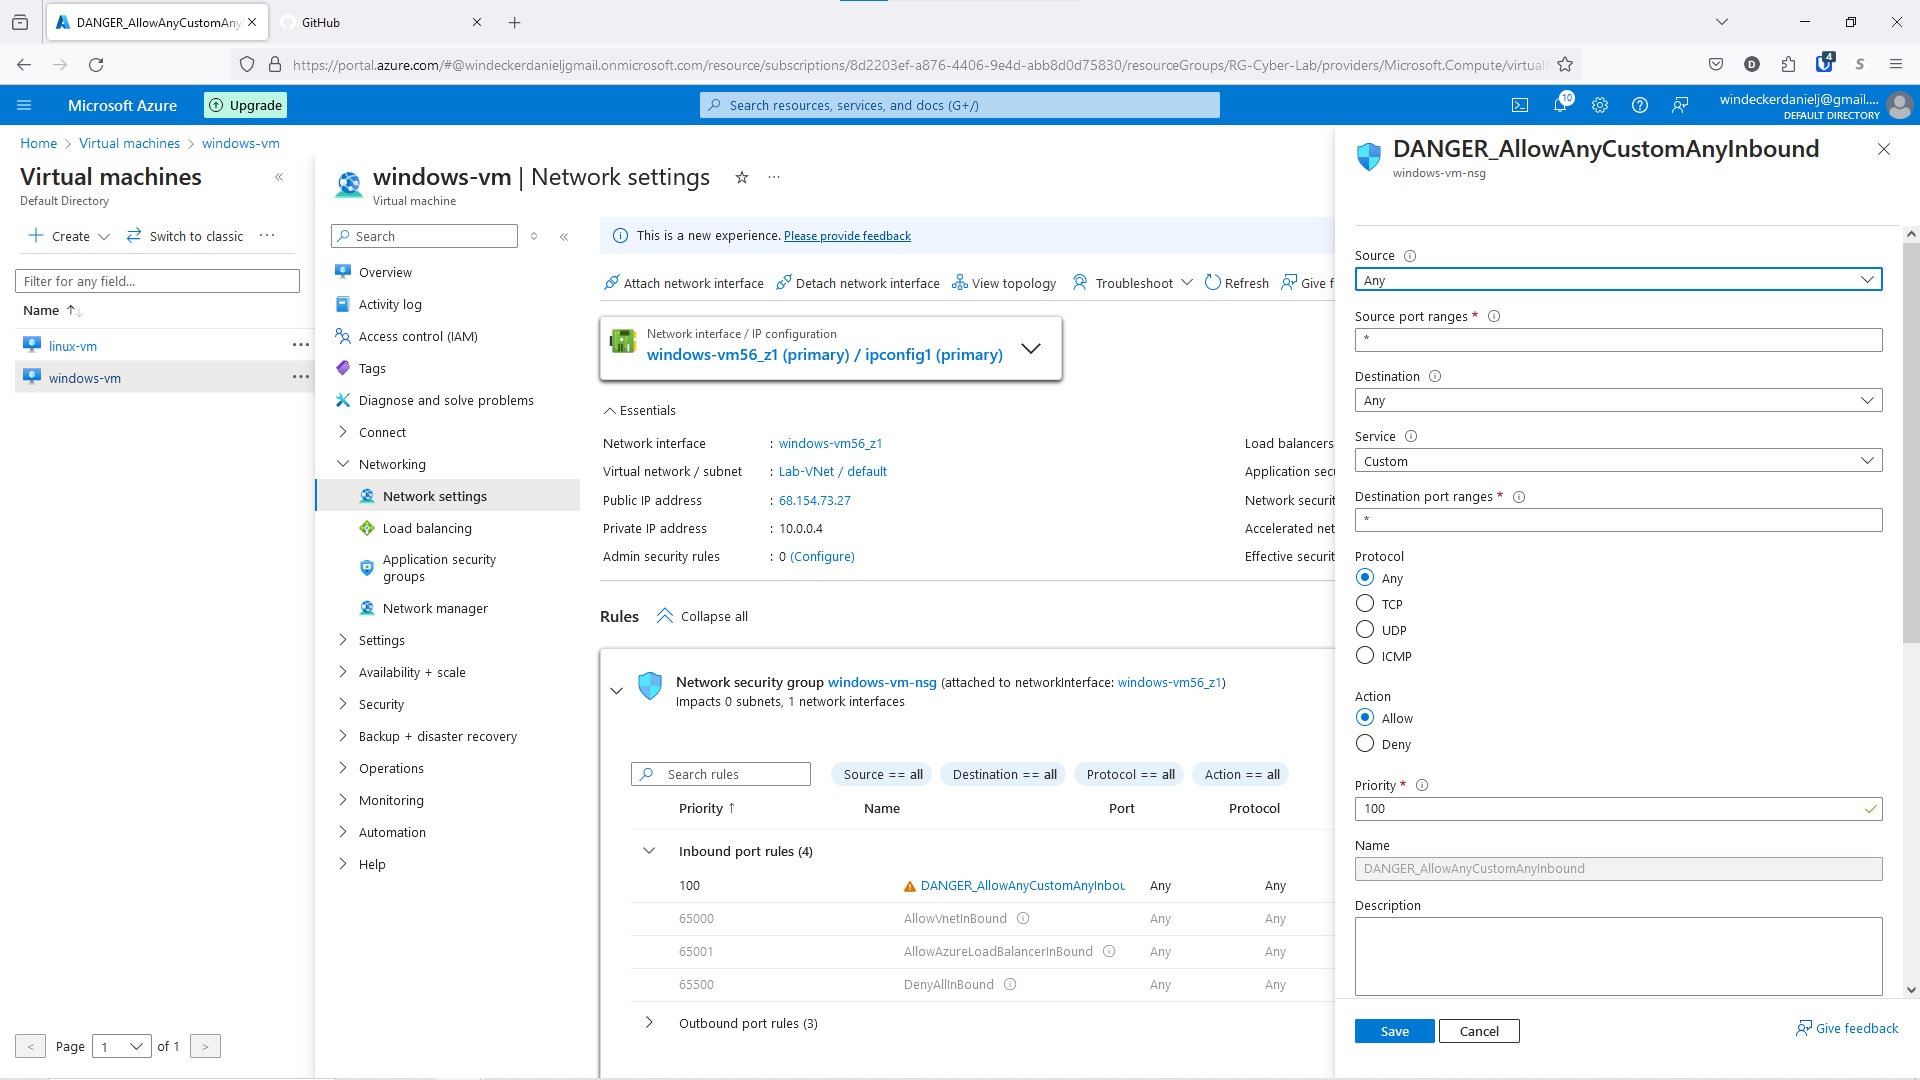 DANGER_AllowAnyCustomAny
GitHub
https://portal.azure.com/#@windeckerdanieljgmail.onmicrosoft.com/resource/subscriptions/8d2203ef-a876-4406-9e4d-abb8d0d75830/resourceGroups/RG-Cyber-Lab/providers/Microsoft.Compute/virtual
4
Microsoft Azure
Upgrade
Search resources, services, and docs (G+/)
10
windeckerdanielj@gmail....
DEFAULT DIRECTORY
Home > Virtual machines > windows-vm
Virtual machines
Default Directory
Create
Switch to classic
Filter for any field...
Name
linux-vm
windows-vm
Page 1 of 1
windows-vm | Network settings
Virtual machine
Search
Overview
Activity log
Access control (IAM)
Tags
Diagnose and solve problems
Connect
Networking
Network settings
Load balancing
Application security
groups
Network manager
Settings
Availability + scale
Security
Backup + disaster recovery
Operations
Monitoring
Automation
Help
This is a new experience. Please provide feedback
Attach network interface
Detach network interface
View topology
Troubleshoot
Refresh
Give f
Network interface / IP configuration
windows-vm56_z1 (primary) / ipconfig1 (primary)
Essentials
Network interface : windows-vm56_z1
Virtual network / subnet : Lab-VNet / default
Public IP address : 68.154.73.27
Private IP address : 10.0.0.4
Admin security rules : 0 (Configure)
Load balancers
Application secu
Network securit
Accelerated net
Effective securit
Rules
Collapse all
Network security group windows-vm-nsg (attached to networkInterface: windows-vm56_z1)
Impacts 0 subnets, 1 network interfaces
Search rules
Source == all
Destination == all
Protocol == all
Action == all
Priority ↑ Name Port Protocol
Inbound port rules (4)
100 DANGER_AllowAnyCustomAnyInbou Any Any
65000 AllowVnetInBound Any Any
65001 AllowAzureLoadBalancerInBound Any Any
65500 DenyAllInBound Any Any
Outbound port rules (3)
DANGER_AllowAnyCustomAnyInbound
windows-vm-nsg
Source
Any
Source port ranges *
*
Destination
Any
Service
Custom
Destination port ranges *
*
Protocol
Any
TCP
UDP
ICMP
Action
Allow
Deny
Priority *
100
Name
DANGER_AllowAnyCustomAnyInbound
Description
Save
Cancel
Give feedback